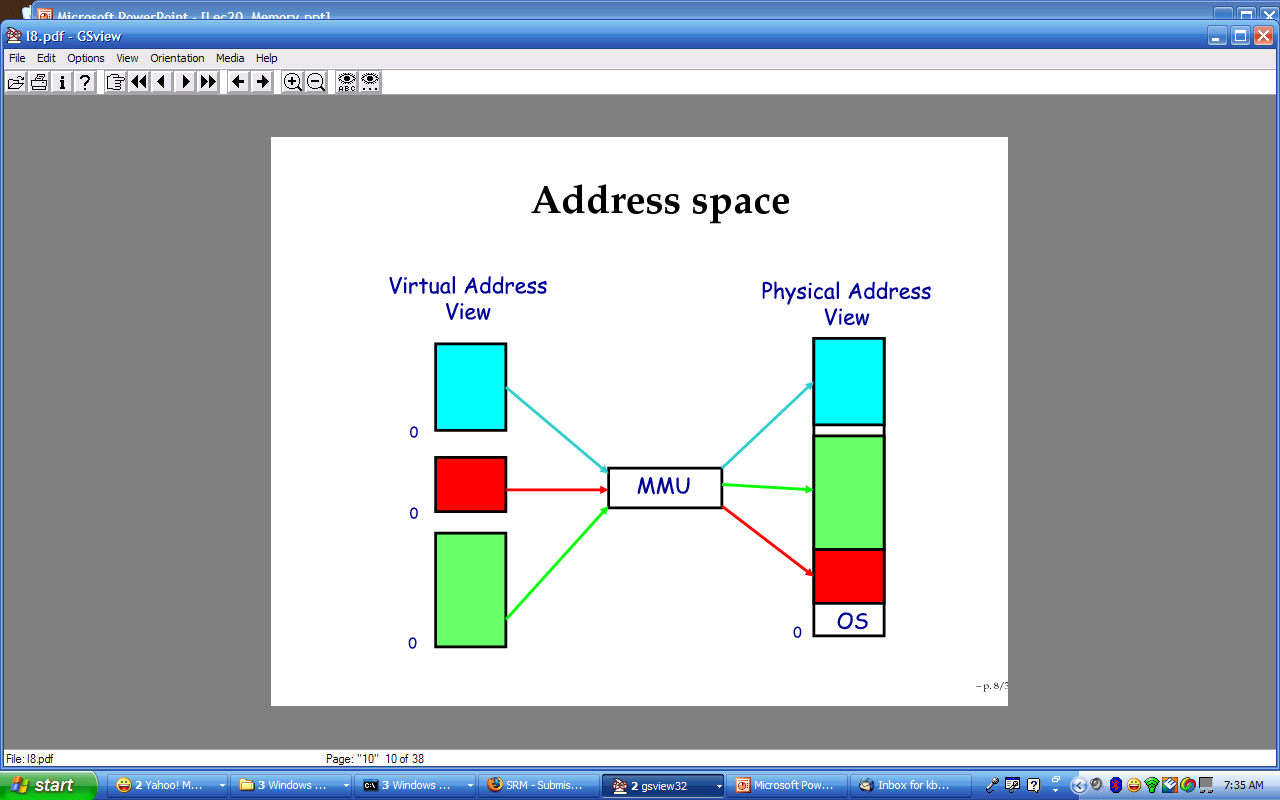 Microsoft PowerPoint - [Lec20_Memory.ppt]
l8.pdf - GSview
File Edit Options View Orientation Media Help
Address space
Virtual Address
View
Physical Address
View
0
0
MMU
0
OS
0
– p. 8/3
File: l8.pdf Page: "10" 10 of 38
start 2 Yahoo! M... 3 Windows ... 3 Windows ... SRM - Submis... 2 gsview32 Microsoft Pow... Inbox for kb... 7:35 AM